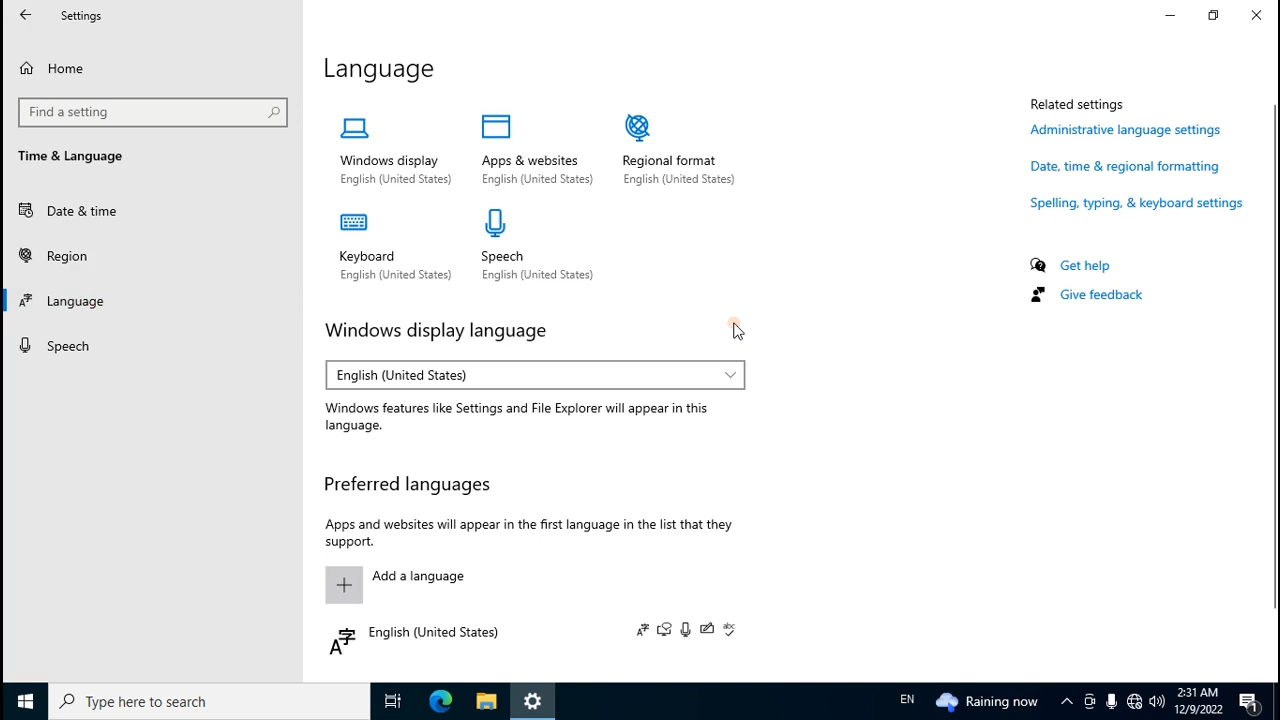 Settings
Home
Find a setting
Time & Language
Date & time
Region
Language
Speech
Language
Windows display
English (United States)
Apps & websites
English (United States)
Regional format
English (United States)
Keyboard
English (United States)
Speech
English (United States)
Windows display language
English (United States)
Windows features like Settings and File Explorer will appear in this
language.
Preferred languages
Apps and websites will appear in the first language in the list that they
support.
Add a language
English (United States)
Related settings
Administrative language settings
Date, time & regional formatting
Spelling, typing, & keyboard settings
Get help
Give feedback
Type here to search
EN
Raining now
2:31 AM
12/9/2022
1